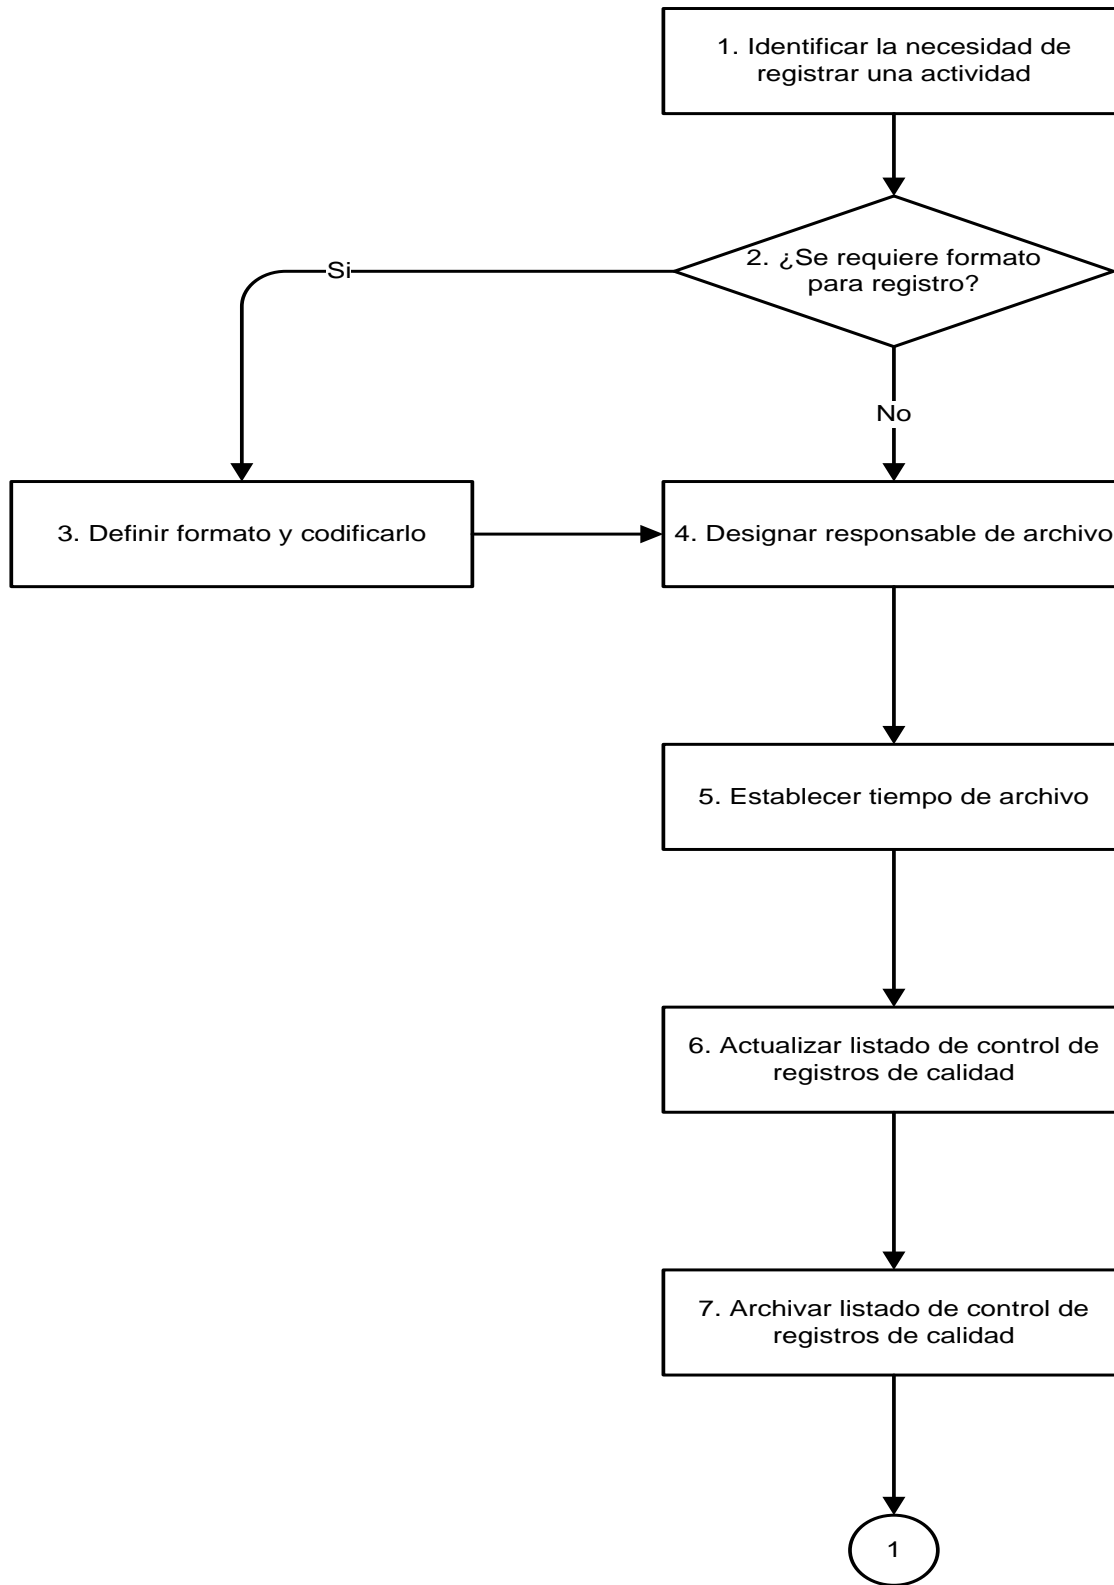 1. Identificar la necesidad de
registrar una actividad
2. ¿Se requiere formato
para registro?
Si
No
3. Definir formato y codificarlo
4. Designar responsable de archivo
5. Establecer tiempo de archivo
6. Actualizar listado de control de
registros de calidad
7. Archivar listado de control de
registros de calidad
1